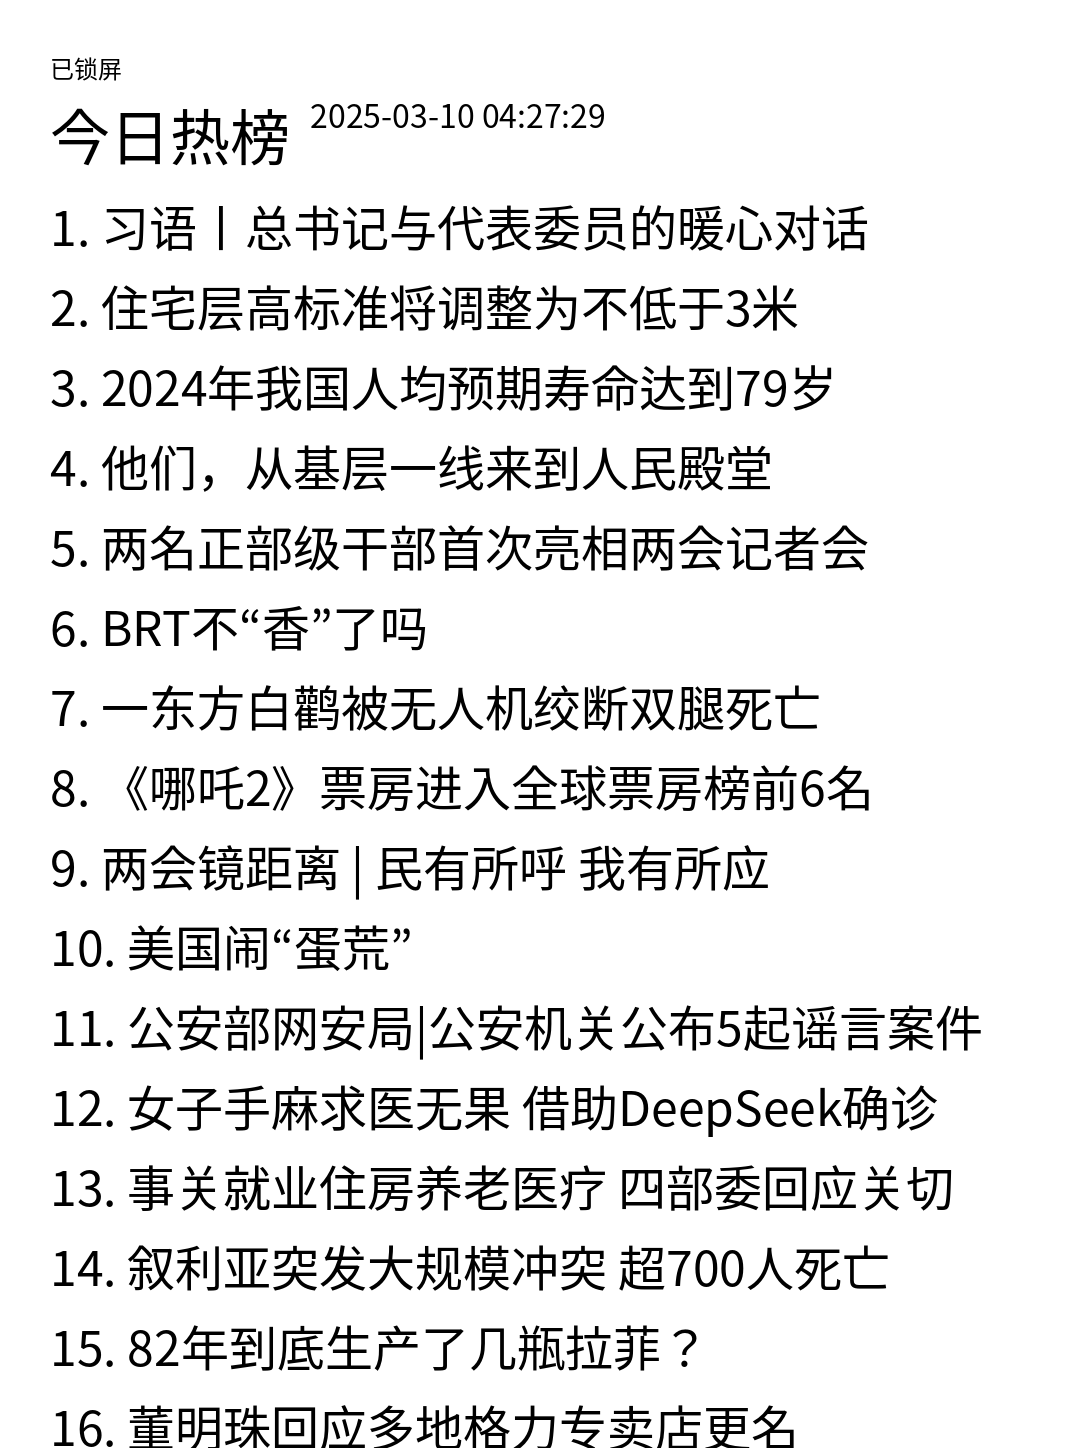 已锁屏
今日热榜 2025-03-10 04:27:29
1. 习语丨总书记与代表委员的暖心对话
2. 住宅层高标准将调整为不低于3米
3. 2024年我国人均预期寿命达到79岁
4. 他们，从基层一线来到人民殿堂
5. 两名正部级干部首次亮相两会记者会
6. BRT不“香”了吗
7. 一东方白鹳被无人机绞断双腿死亡
8. 《哪吒2》票房进入全球票房榜前6名
9. 两会镜距离 | 民有所呼 我有所应
10. 美国闹“蛋荒”
11. 公安部网安局|公安机关公布5起谣言案件
12. 女子手麻求医无果 借助DeepSeek确诊
13. 事关就业住房养老医疗 四部委回应关切
14. 叙利亚突发大规模冲突 超700人死亡
15. 82年到底生产了几瓶拉菲？
16. 董明珠回应多地格力专卖店更名